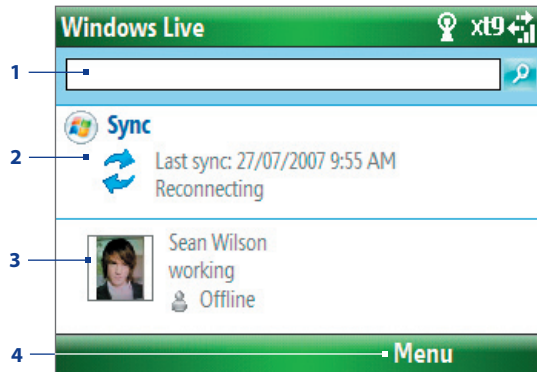 Windows Live xt9
1
Sync
2
Last sync: 27/07/2007 9:55 AM
Reconnecting
3
Sean Wilson
working
Offline
4
Menu